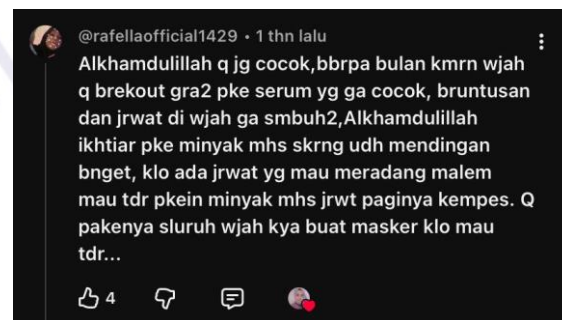 @rafellaofficial1429 • 1 thn lalu
Alkhamdulillah q jg cocok,bbrpa bulan kmrn wjah
q brekout gra2 pke serum yg ga cocok, bruntusan
dan jrwat di wjah ga smbuh2,Alkhamdulillah
ikhtiar pke minyak mhs skrng udh mendingan
bnget, klo ada jrwat yg mau meradang malem
mau tdr pkein minyak mhs jrwt paginya kempes. Q
pakenya sluruh wjah kya buat masker klo mau
tdr...
4